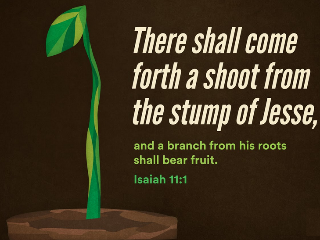 There shall come
forth a shoot from
the stump of Jesse,
and a branch from his roots
shall bear fruit.
Isaiah 11:1